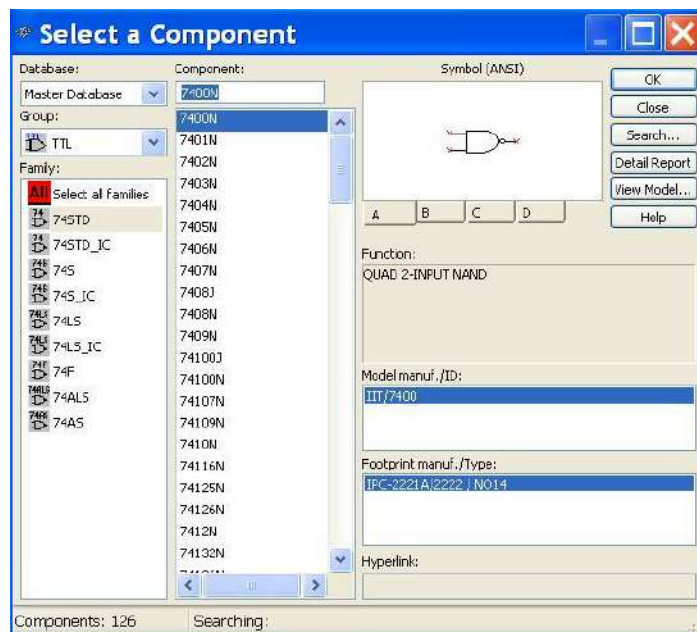 Select a Component
Database:
Master Database
Group:
TTL
Family:
All Select all families
74STD
74STD_IC
74S
74S_IC
74LS
74LS_IC
74F
74ALS
74AS
Component:
7400N
7400N
7401N
7402N
7403N
7404N
7405N
7406N
7407N
7408J
7408N
7409N
74100J
74100N
74107N
74109N
7410N
74116N
74125N
74126N
7412N
74132N
Symbol (ANSI)
A B C D
Function:
QUAD 2-INPUT NAND
Model manuf./ID:
IIT/7400
Footprint manuf./Type:
IPC-2221A/2222 / NO14
Hyperlink:
OK
Close
Search...
Detail Report
View Model...
Help
Components: 126
Searching: